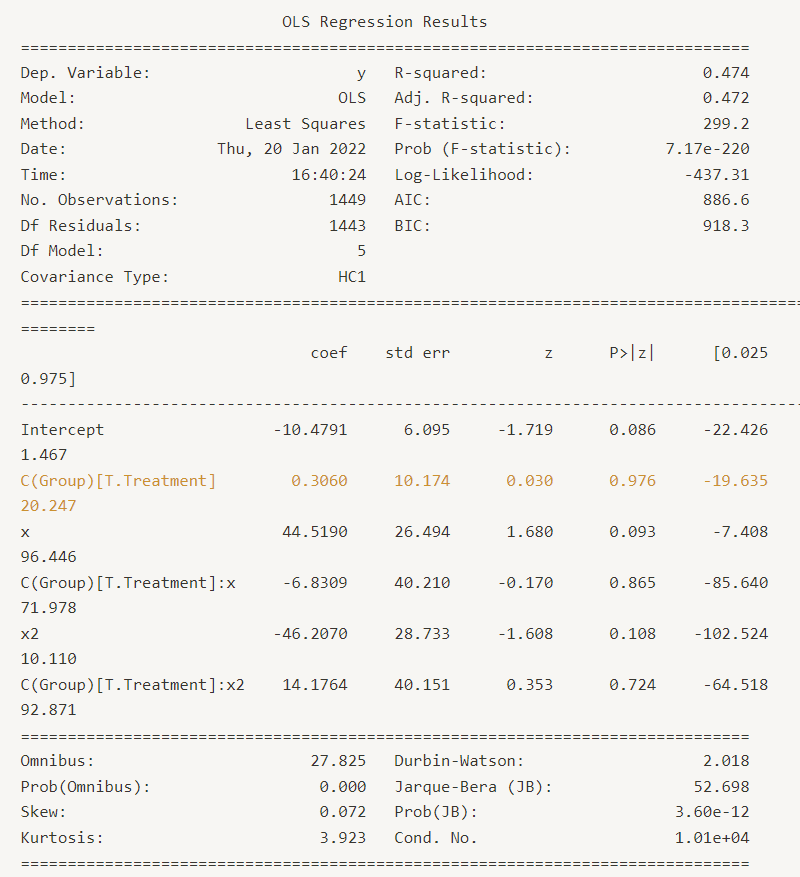 OLS Regression Results
==============================================================================
Dep. Variable:                      y   R-squared:                       0.474
Model:                            OLS   Adj. R-squared:                  0.472
Method:                 Least Squares   F-statistic:                     299.2
Date:                Thu, 20 Jan 2022   Prob (F-statistic):          7.17e-220
Time:                        16:40:24   Log-Likelihood:                -437.31
No. Observations:                1449   AIC:                             886.6
Df Residuals:                    1443   BIC:                             918.3
Df Model:                           5
Covariance Type:                  HC1
====================================================================================
========
                               coef    std err          z      P>|z|      [0.025
0.975]
------------------------------------------------------------------------------------
Intercept                  -10.4791      6.095     -1.719      0.086     -22.426
1.467
C(Group)[T.Treatment]        0.3060     10.174      0.030      0.976     -19.635
20.247
x                           44.5190     26.494      1.680      0.093      -7.408
96.446
C(Group)[T.Treatment]:x     -6.8309     40.210     -0.170      0.865     -85.640
71.978
x2                         -46.2070     28.733     -1.608      0.108    -102.524
10.110
C(Group)[T.Treatment]:x2    14.1764     40.151      0.353      0.724     -64.518
92.871
==============================================================================
Omnibus:                       27.825   Durbin-Watson:                   2.018
Prob(Omnibus):                  0.000   Jarque-Bera (JB):               52.698
Skew:                           0.072   Prob(JB):                     3.60e-12
Kurtosis:                       3.923   Cond. No.                     1.01e+04
==============================================================================